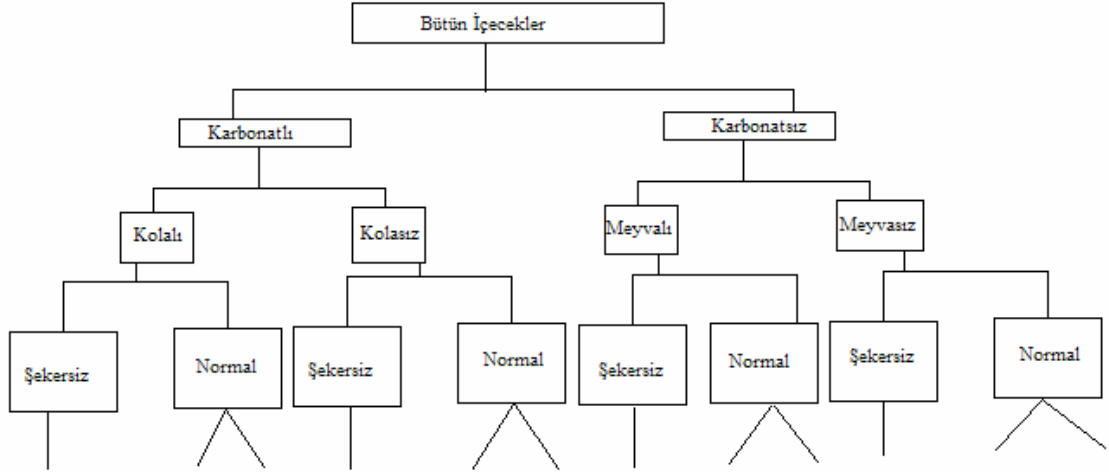 Bütün İçecekler
Karbonatlı
Karbonatsız
Kolalı
Kolasız
Meyvalı
Meyvasız
Şekersiz
Normal
Şekersiz
Normal
Şekersiz
Normal
Şekersiz
Normal